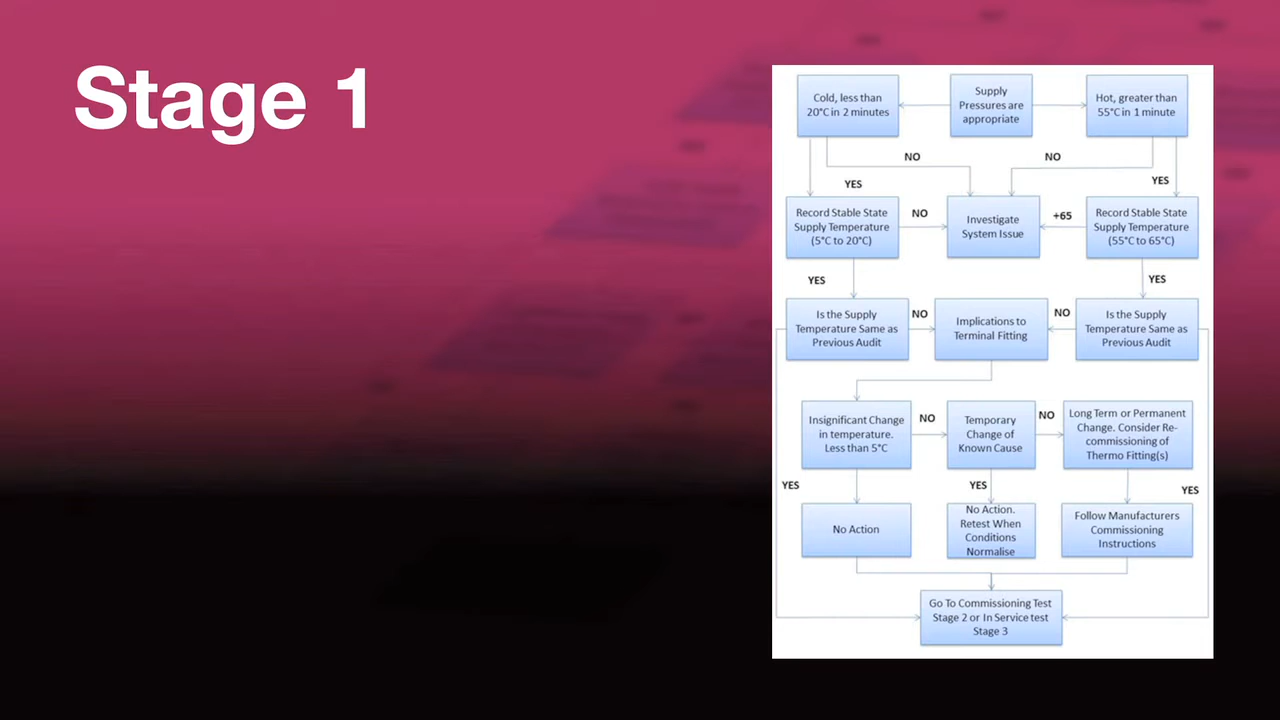 Stage 1
Cold, less than
20°C in 2 minutes
Supply
Pressures are
appropriate
Hot, greater than
55°C in 1 minute
NO
NO
YES
YES
Record Stable State
Supply Temperature
(5°C to 20°C)
NO
Investigate
System Issue
+65
Record Stable State
Supply Temperature
(55°C to 65°C)
YES
YES
Is the Supply
Temperature Same as
Previous Audit
NO
Implications to
Terminal Fitting
NO
Is the Supply
Temperature Same as
Previous Audit
Insignificant Change
in temperature.
Less than 5°C
NO
Temporary
Change of
Known Cause
NO
Long Term or Permanent
Change. Consider Re-
commissioning of
Thermo Fitting(s)
YES
YES
YES
No Action
No Action.
Retest When
Conditions
Normalise
Follow Manufacturers
Commissioning
Instructions
Go To Commissioning Test
Stage 2 or In Service test
Stage 3